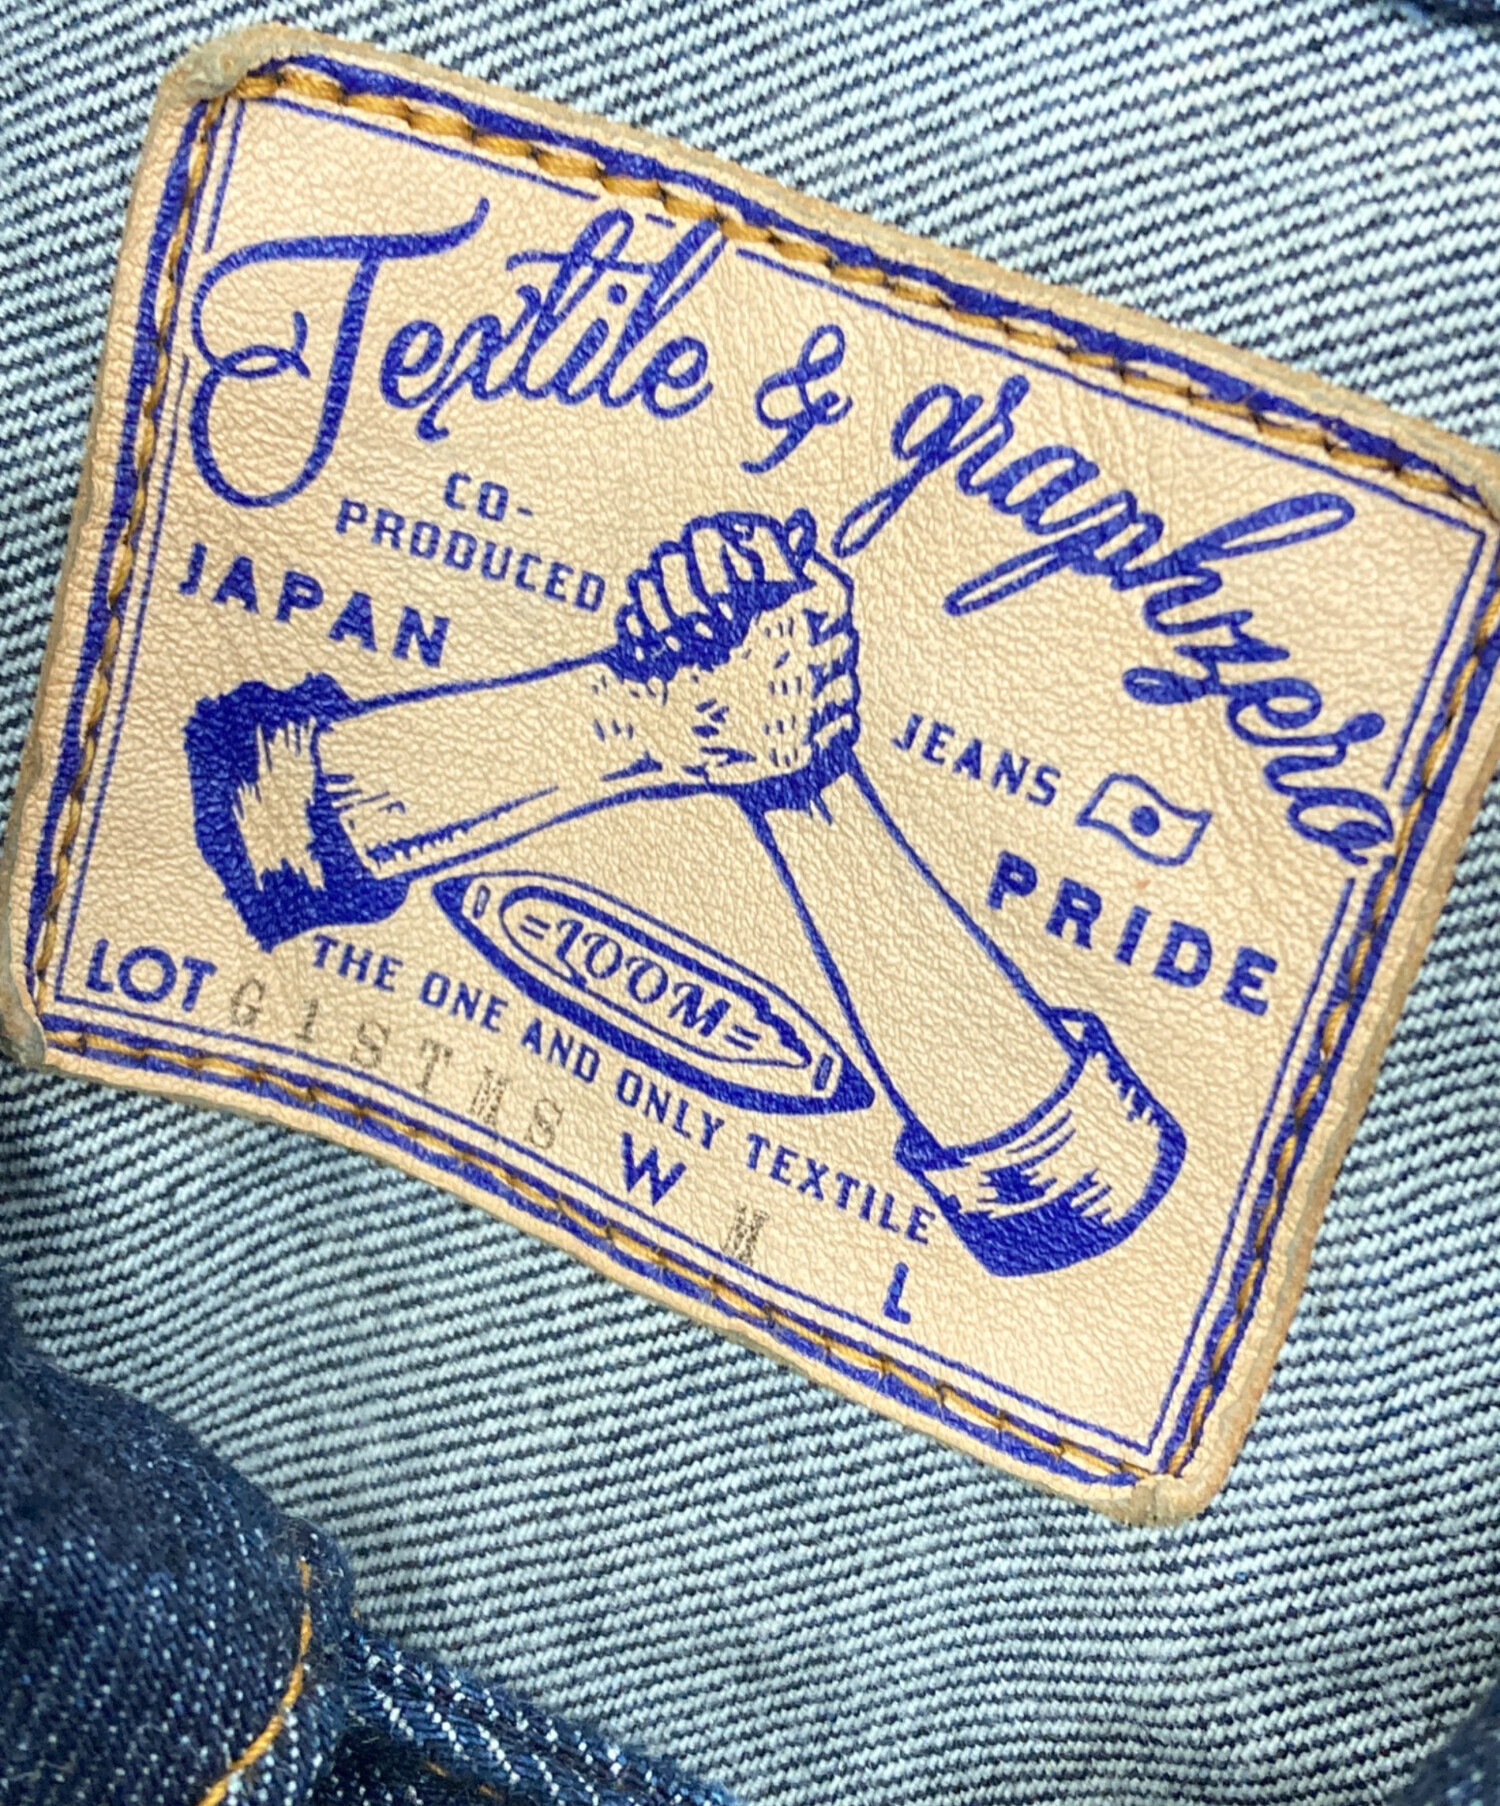 Textile & graphzero
CO-
PRODUCED
JAPAN
JEANS
PRIDE
=LOOM=
THE ONE AND ONLY TEXTILE
LOT G1STMS W M L